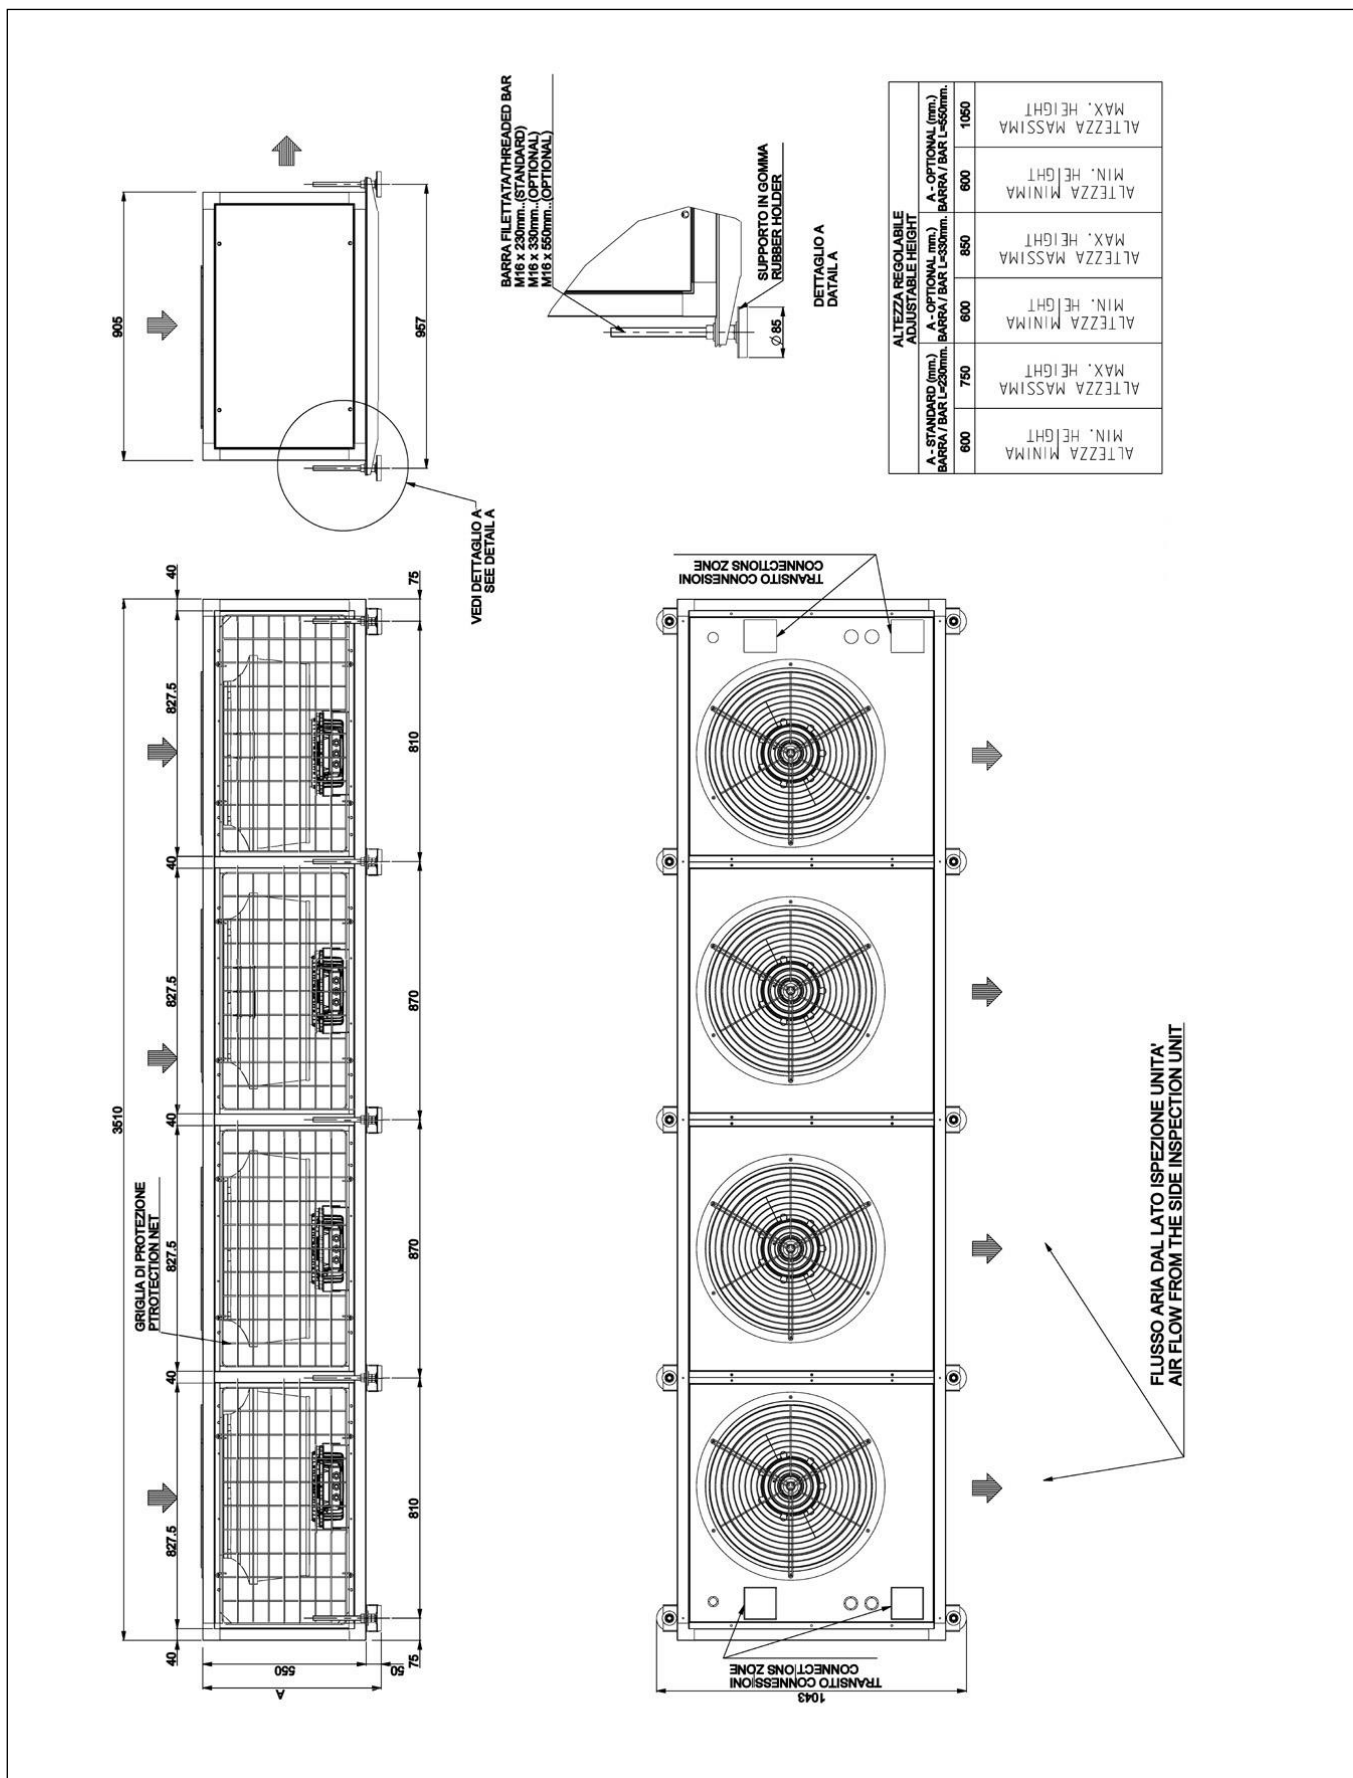 905
957
VEDI DETTAGLIO A
SEE DETAIL A
BARRA FILETTATA/THREADED BAR
M16 x 230mm..(STANDARD)
M16 x 330mm..(OPTIONAL)
M16 x 550mm..(OPTIONAL)
Ø85
SUPPORTO IN GOMMA
RUBBER HOLDER
DETTAGLIO A
DATAIL A
ALTEZZA REGOLABILE
ADJUSTABLE HEIGHT
A - STANDARD (mm.)
BARRA / BAR L=230mm.
A - OPTIONAL mm.)
BARRA / BAR L=330mm.
A - OPTIONAL (mm.)
BARRA / BAR L=550mm.
600
750
600
850
600
1050
ALTEZZA MINIMA
MIN. HEIGHT
ALTEZZA MASSIMA
MAX. HEIGHT
ALTEZZA MINIMA
MIN. HEIGHT
ALTEZZA MASSIMA
MAX. HEIGHT
ALTEZZA MINIMA
MIN. HEIGHT
ALTEZZA MASSIMA
MAX. HEIGHT
3510
GRIGLIA DI PROTEZIONE
PTROTECTION NET
40
827.5
40
827.5
40
827.5
40
827.5
40
A
550
50
75
810
870
870
810
75
TRANSITO CONNESSIONI
CONNECTIONS ZONE
1043
TRANSITO CONNESIONI
CONNECTIONS ZONE
FLUSSO ARIA DAL LATO ISPEZIONE UNITA'
AIR FLOW FROM THE SIDE INSPECTION UNIT